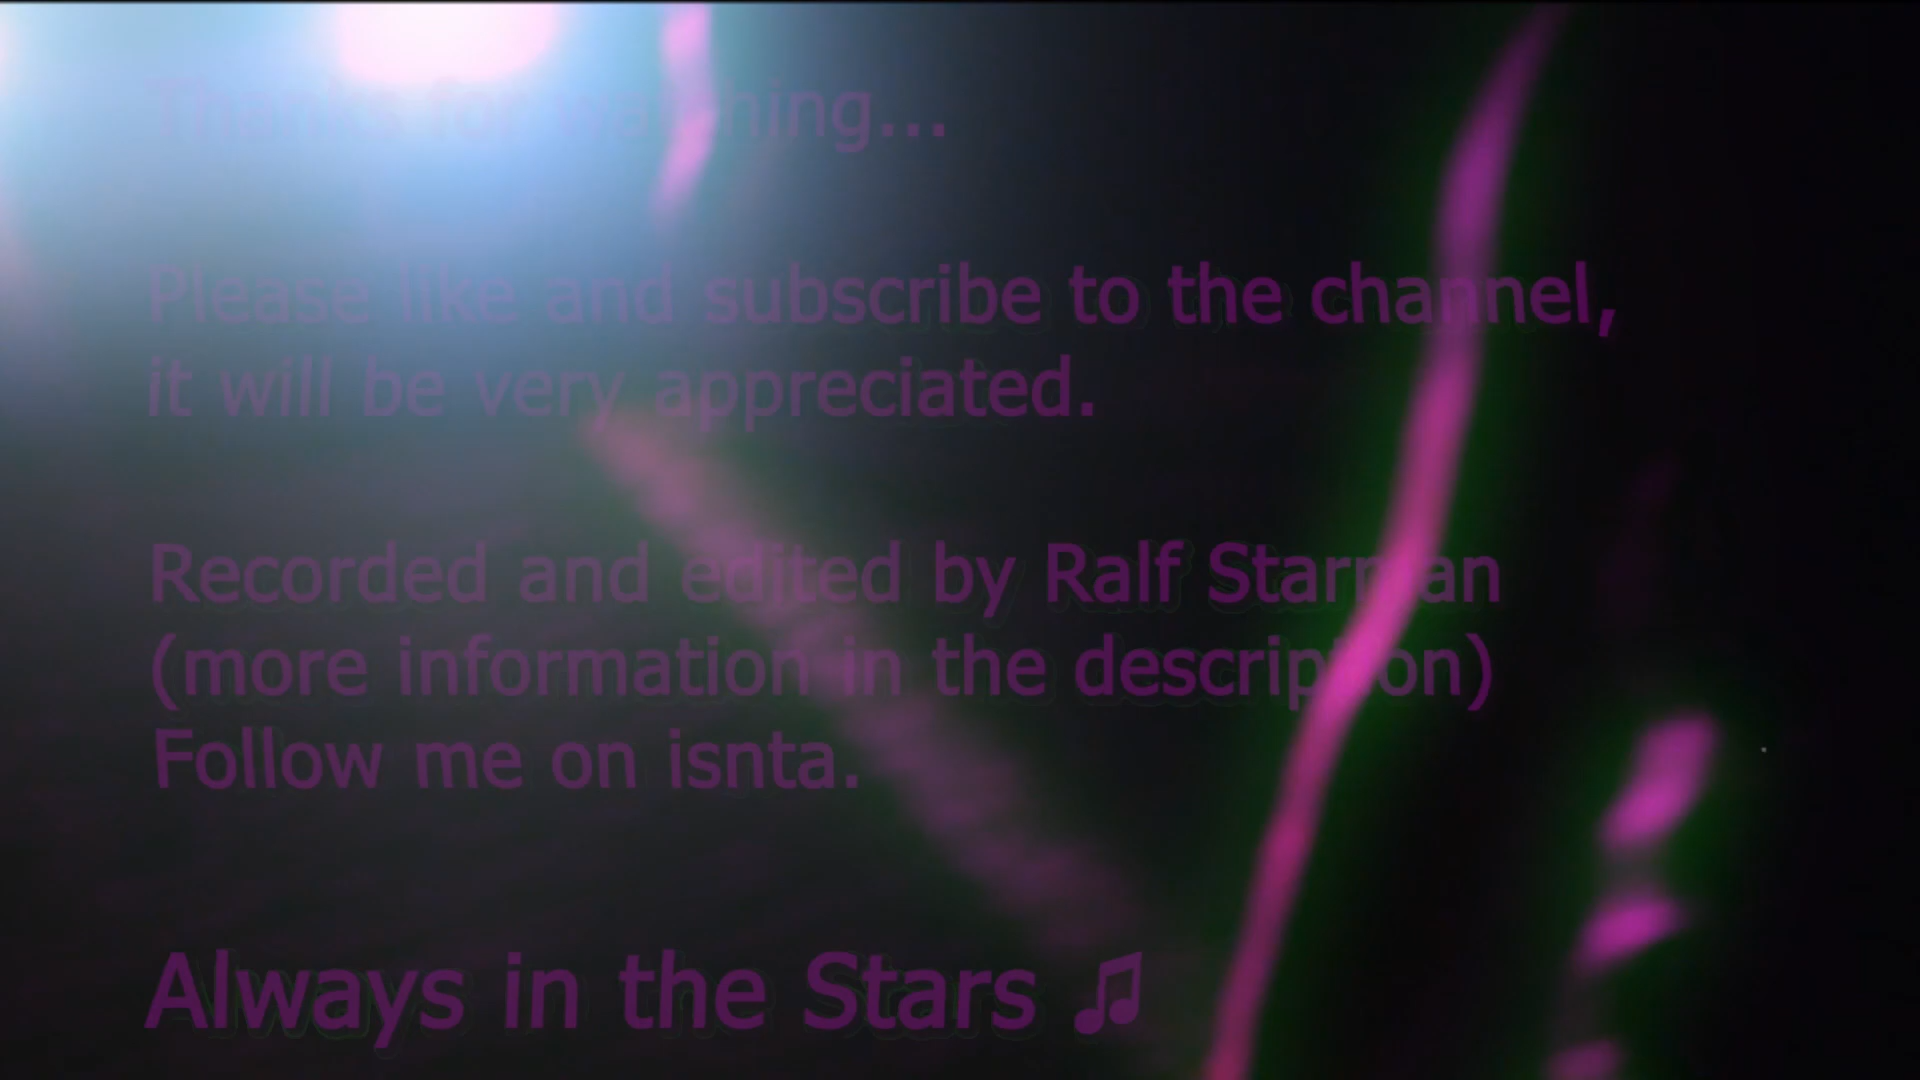 Thanks for watching...
Please like and subscribe to the channel,
it will be very appreciated.
Recorded and edited by Ralf Starman
(more information in the description)
Follow me on isnta.
Always in the Stars ♫